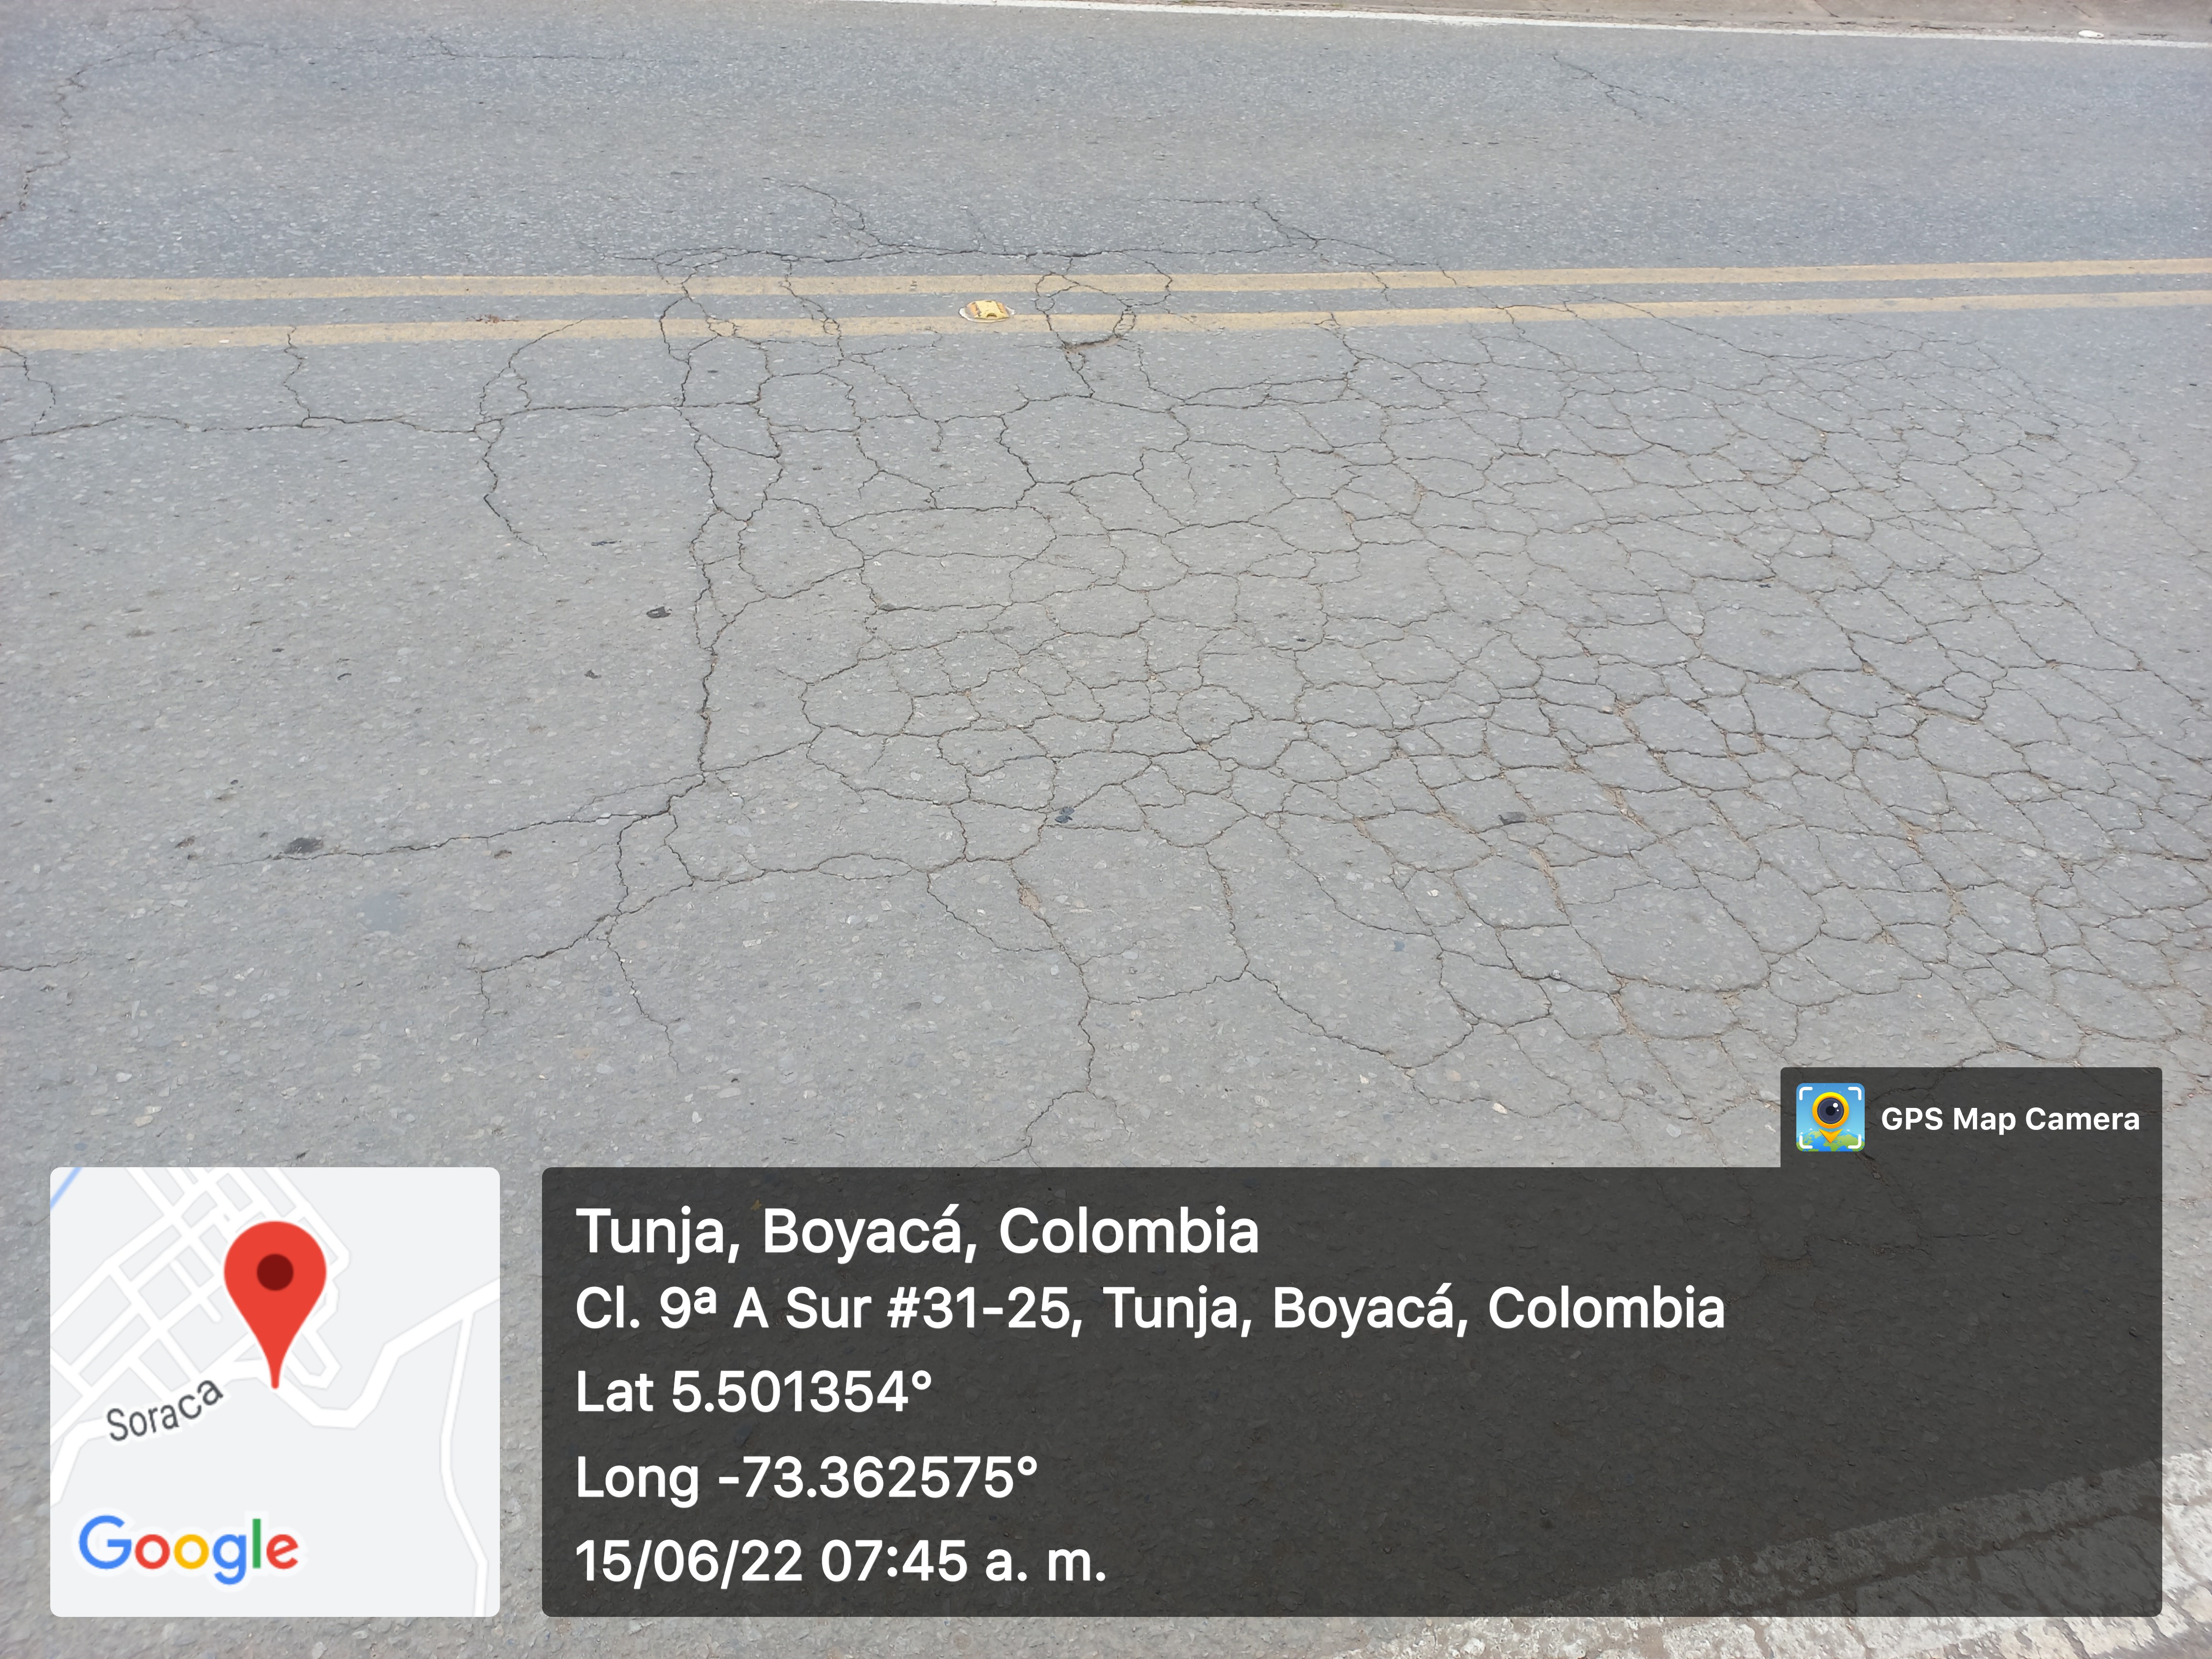 GPS Map Camera
Tunja, Boyacá, Colombia
Cl. 9ª A Sur #31-25, Tunja, Boyacá, Colombia
Lat 5.501354°
Long -73.362575°
15/06/22 07:45 a. m.
Soraca
Google